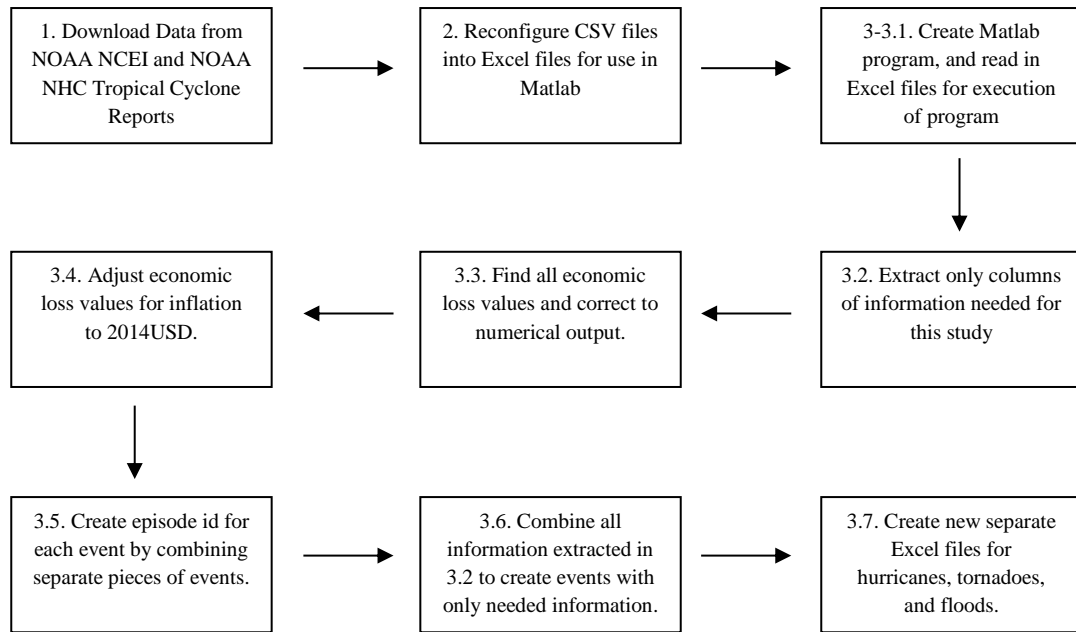 1. Download Data from
NOAA NCEI and NOAA
NHC Tropical Cyclone
Reports
2. Reconfigure CSV files
into Excel files for use in
Matlab
3-3.1. Create Matlab
program, and read in
Excel files for execution
of program
3.4. Adjust economic
loss values for inflation
to 2014USD.
3.3. Find all economic
loss values and correct to
numerical output.
3.2. Extract only columns
of information needed for
this study
3.5. Create episode id for
each event by combining
separate pieces of events.
3.6. Combine all
information extracted in
3.2 to create events with
only needed information.
3.7. Create new separate
Excel files for
hurricanes, tornadoes,
and floods.